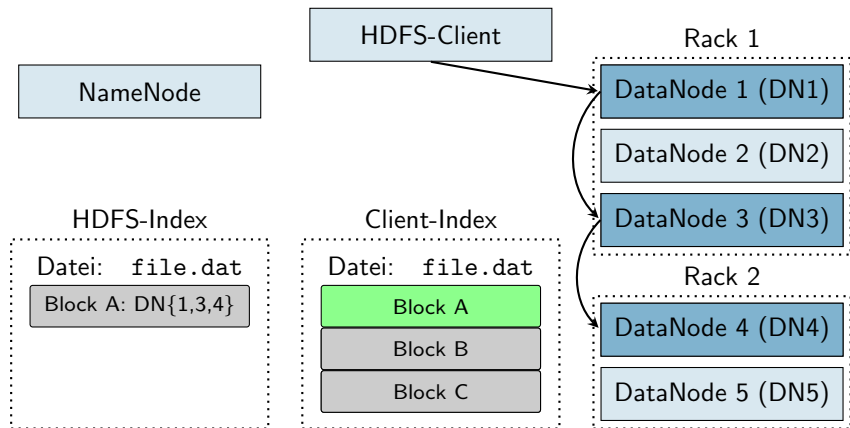 HDFS-Client
NameNode
Rack 1
DataNode 1 (DN1)
DataNode 2 (DN2)
DataNode 3 (DN3)
HDFS-Index
Datei: file.dat
Block A: DN{1,3,4}
Client-Index
Datei: file.dat
Block A
Block B
Block C
Rack 2
DataNode 4 (DN4)
DataNode 5 (DN5)